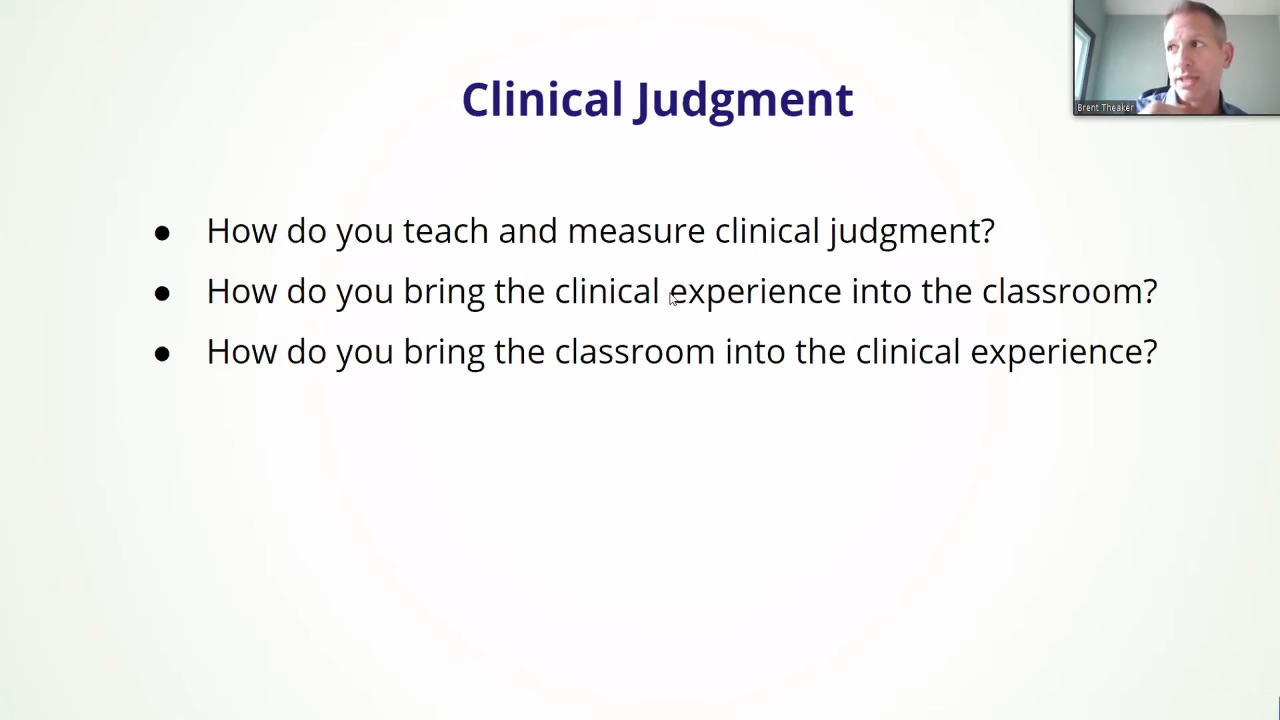 Clinical Judgment
Brent Theaker
● How do you teach and measure clinical judgment?
● How do you bring the clinical experience into the classroom?
● How do you bring the classroom into the clinical experience?